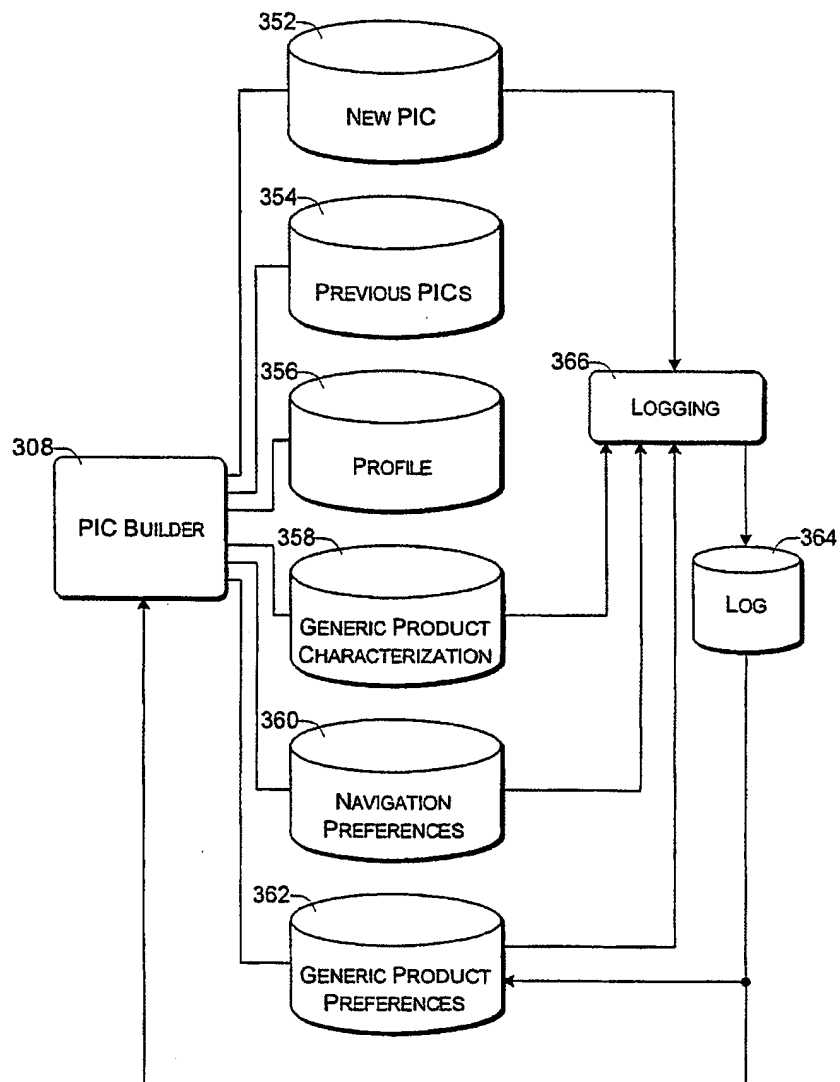 352
NEW PIC
354
PREVIOUS PICS
356
PROFILE
366
LOGGING
308
PIC BUILDER
358
GENERIC PRODUCT
CHARACTERIZATION
364
LOG
360
NAVIGATION
PREFERENCES
362
GENERIC PRODUCT
PREFERENCES